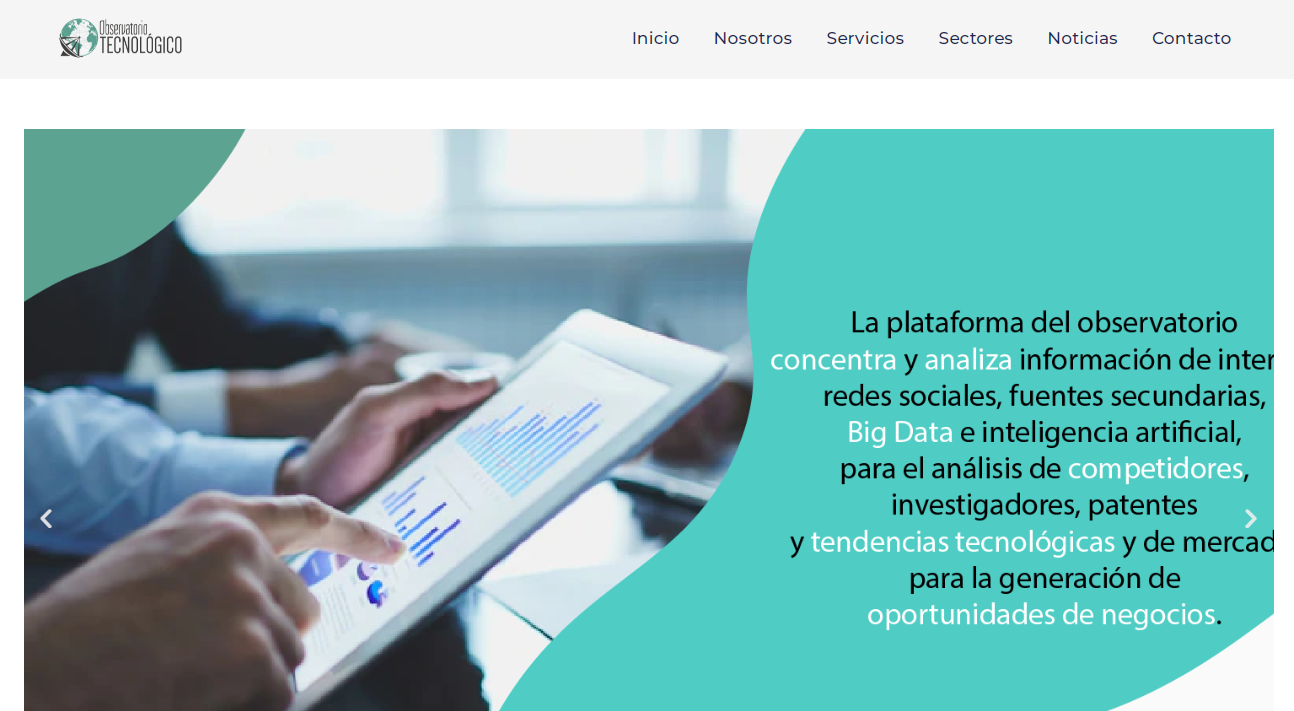 Observatorio
TECNOLÓGICO
Inicio Nosotros Servicios Sectores Noticias Contacto
La plataforma del observatorio
concentra y analiza información de inter
redes sociales, fuentes secundarias,
Big Data e inteligencia artificial,
para el análisis de competidores,
investigadores, patentes
y tendencias tecnológicas y de mercad
para la generación de
oportunidades de negocios.